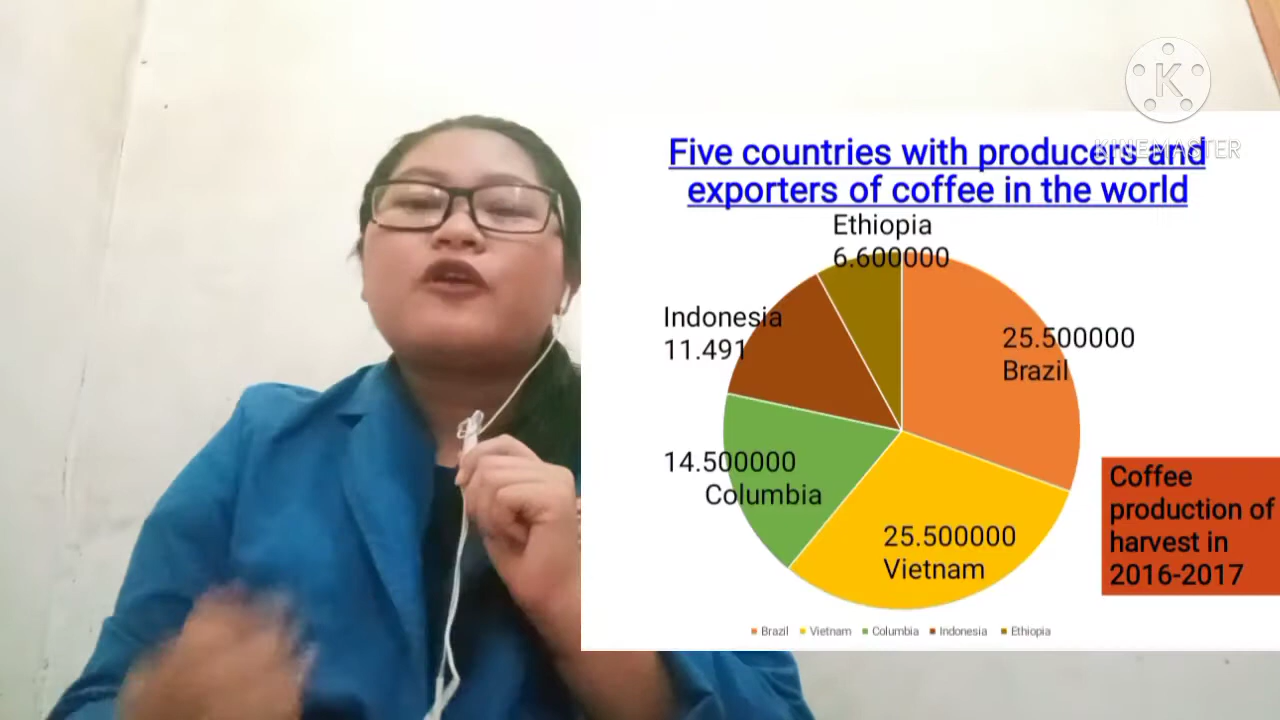 K
KINEMASTER
Five countries with producers and
exporters of coffee in the world
Ethiopia
6.600000
Indonesia
11.491
25.500000
Brazil
14.500000
Columbia
25.500000
Vietnam
Coffee
production of
harvest in
2016-2017
Brazil Vietnam Columbia Indonesia Ethiopia